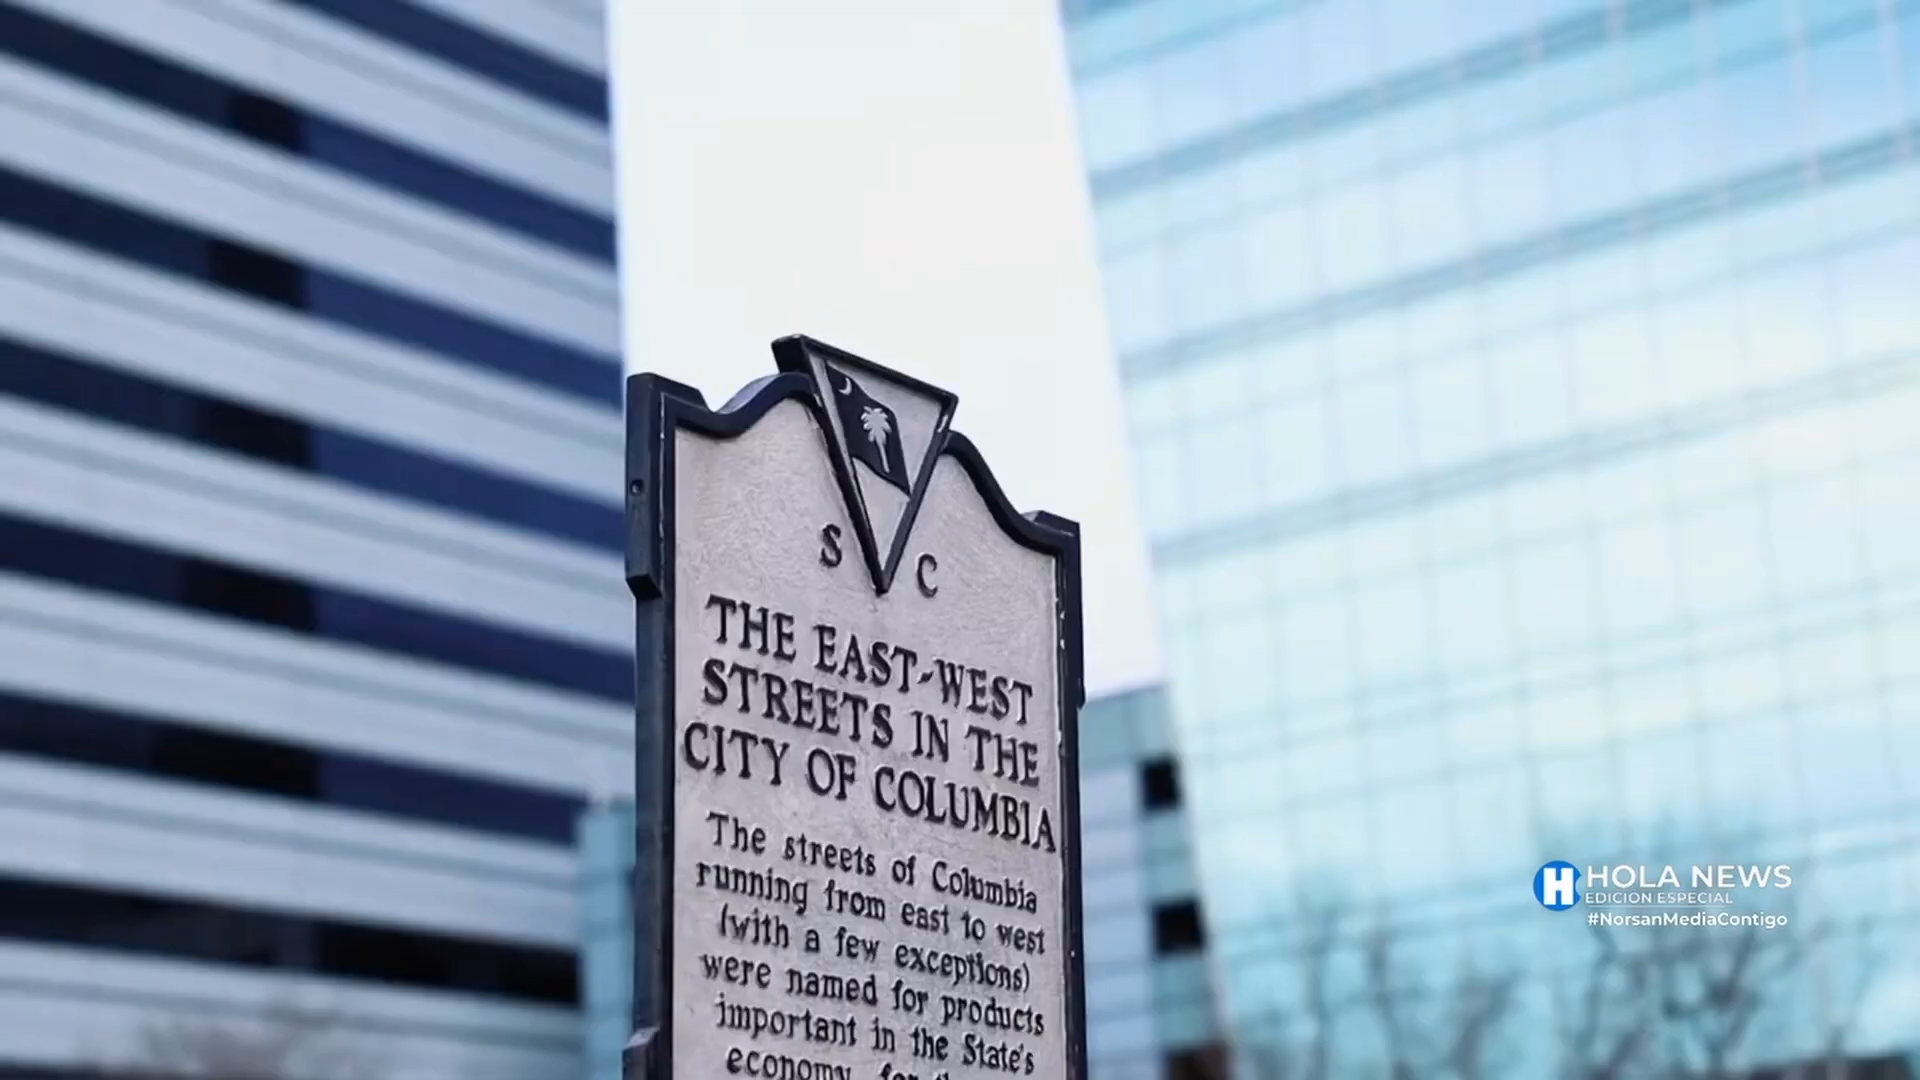 S C
THE EAST-WEST
STREETS IN THE
CITY OF COLUMBIA
The streets of Columbia
running from east to west
(with a few exceptions)
were named for products
important in the State's
economy,
H HOLA NEWS
EDICIÓN ESPECIAL
#NorsanMediaContigo